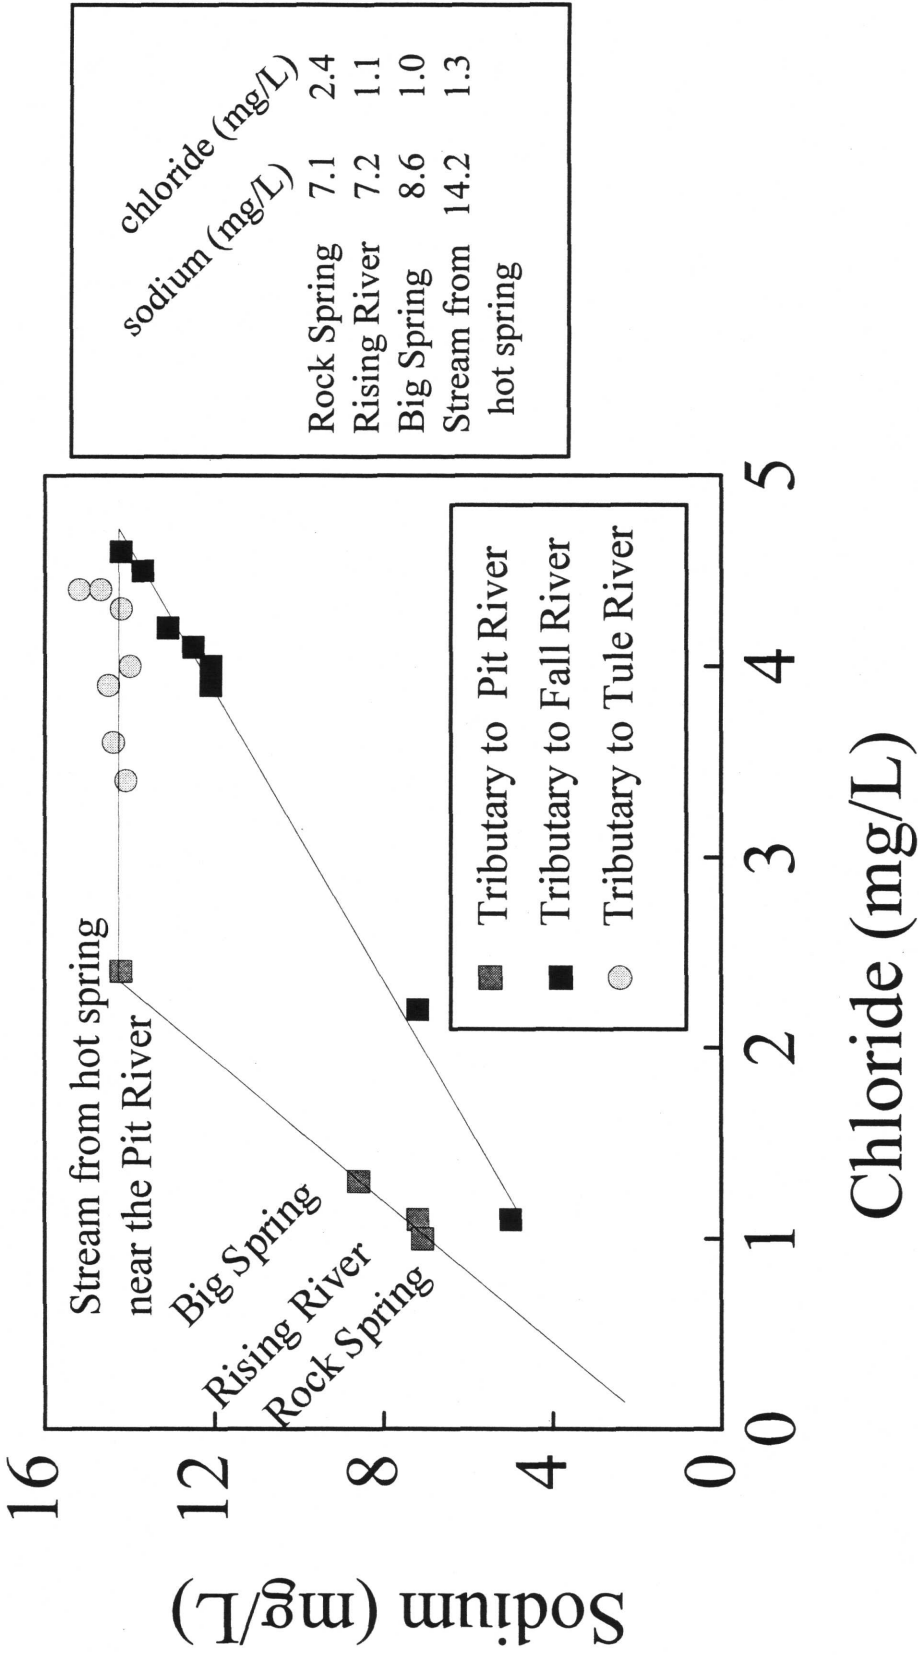 Sodium (mg/L)
16
12
8
4
0
Stream from hot spring
near the Pit River
Big Spring
Rising River
Rock Spring
Tributary to Pit River
Tributary to Fall River
Tributary to Tule River
0
1
2
3
4
5
Chloride (mg/L)
sodium (mg/L)
chloride (mg/L)
Rock Spring 7.1 2.4
Rising River 7.2 1.1
Big Spring 8.6 1.0
Stream from 14.2 1.3
hot spring